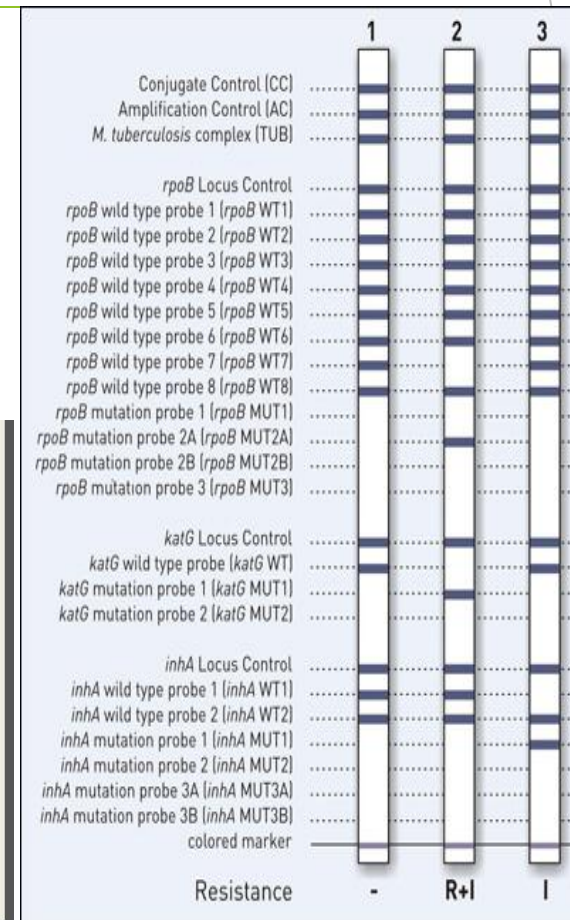 1 2 3
Conjugate Control (CC)
Amplification Control (AC)
M. tuberculosis complex (TUB)
rpoB Locus Control
rpoB wild type probe 1 (rpoB WT1)
rpoB wild type probe 2 (rpoB WT2)
rpoB wild type probe 3 (rpoB WT3)
rpoB wild type probe 4 (rpoB WT4)
rpoB wild type probe 5 (rpoB WT5)
rpoB wild type probe 6 (rpoB WT6)
rpoB wild type probe 7 (rpoB WT7)
rpoB wild type probe 8 (rpoB WT8)
rpoB mutation probe 1 (rpoB MUT1)
rpoB mutation probe 2A (rpoB MUT2A)
rpoB mutation probe 2B (rpoB MUT2B)
rpoB mutation probe 3 (rpoB MUT3)
katG Locus Control
katG wild type probe (katG WT)
katG mutation probe 1 (katG MUT1)
katG mutation probe 2 (katG MUT2)
inhA Locus Control
inhA wild type probe 1 (inhA WT1)
inhA wild type probe 2 (inhA WT2)
inhA mutation probe 1 (inhA MUT1)
inhA mutation probe 2 (inhA MUT2)
inhA mutation probe 3A (inhA MUT3A)
inhA mutation probe 3B (inhA MUT3B)
colored marker
Resistance - R+I I